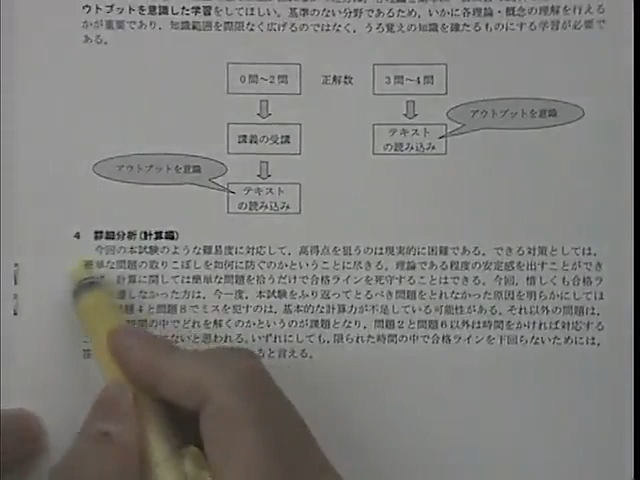 ウトプットを意識した学習をしてほしい。基準のない分野であるため、いかに各理論・概念の理解を行える
かが重要であり、知識範囲を際限なく広げるのではなく、うろ覚えの知識を確たるものにする学習が必要で
ある。
0問〜2問 正解数 3問〜4問
アウトプットを意識
講義の受講 テキスト
の読み込み
アウトプットを意識
テキスト
の読み込み
4 詳細分析(計算編)
今回の本試験のような難易度に対応して、高得点を狙うのは現実的に困難である。できる対策としては、
簡単な問題の取りこぼしを如何に防ぐのかということに尽きる。理論である程度の安定感を出すことができ
計算に関しては簡単な問題を拾うだけで合格ラインを死守することはできる。今回、惜しくも合格ラ
達しなかった方は、今一度、本試験をふり返ってとるべき問題をとれなかった原因を明らかにしては
題4と問題8でミスを犯すのは、基本的な計算力が不足している可能性がある。それ以外の問題は、
時間の中でどれを解くのかというのが課題となり、問題2と問題6以外は時間をかければ対応する
ないと思われる。いずれにしても、限られた時間の中で合格ラインを下回らないためには、
ると言える。